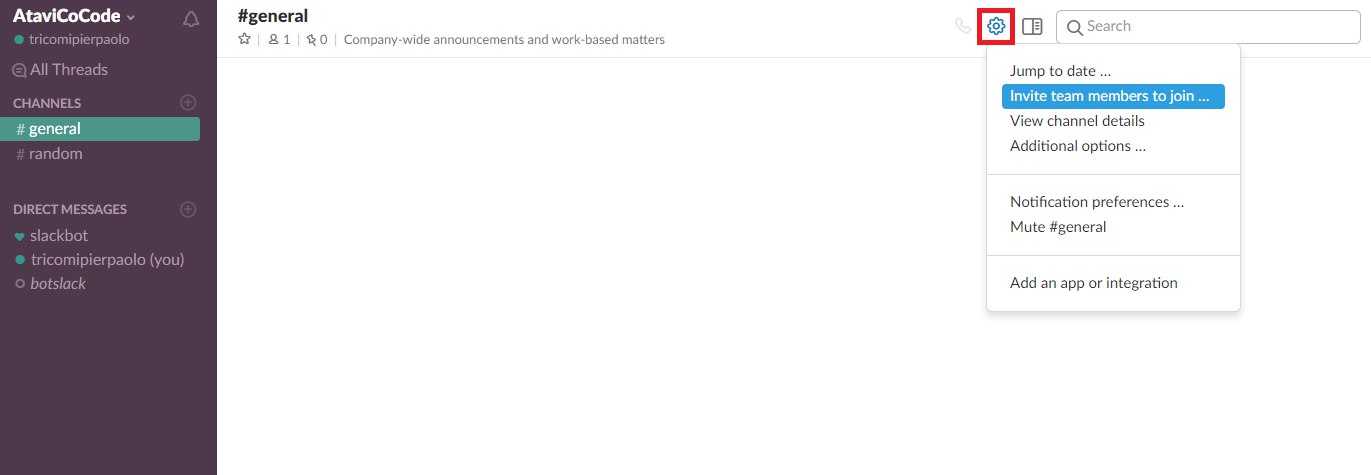 AtaviCoCode
tricomipierpaolo
All Threads
CHANNELS
# general
# random
DIRECT MESSAGES
slackbot
tricomipierpaolo (you)
botslack
#general
1 | 0 | Company-wide announcements and work-based matters
Search
Jump to date ...
Invite team members to join ...
View channel details
Additional options ...
Notification preferences ...
Mute #general
Add an app or integration